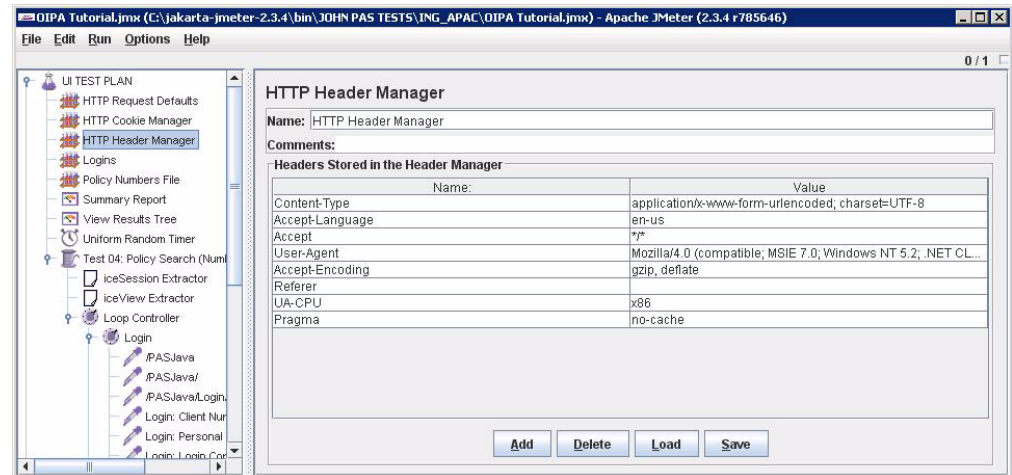 OIPA Tutorial.jmx (C:\jakarta-jmeter-2.3.4\bin\JOHN PAS TESTS\ING_APAC\OIPA Tutorial.jmx) - Apache JMeter (2.3.4 r785646)
File Edit Run Options Help
0 / 1
UI TEST PLAN
HTTP Request Defaults
HTTP Cookie Manager
HTTP Header Manager
Logins
Policy Numbers File
Summary Report
View Results Tree
Uniform Random Timer
Test 04: Policy Search (Numl
iceSession Extractor
iceView Extractor
Loop Controller
Login
/PASJava
/PASJava/
/PASJava/Login.
Login: Client Nur
Login: Personal
Login: Login Cor
HTTP Header Manager
Name: HTTP Header Manager
Comments:
Headers Stored in the Header Manager
Name: Value
Content-Type application/x-www-form-urlencoded; charset=UTF-8
Accept-Language en-us
Accept */*
User-Agent Mozilla/4.0 (compatible; MSIE 7.0; Windows NT 5.2; .NET CL...
Accept-Encoding gzip, deflate
Referer
UA-CPU x86
Pragma no-cache
Add Delete Load Save